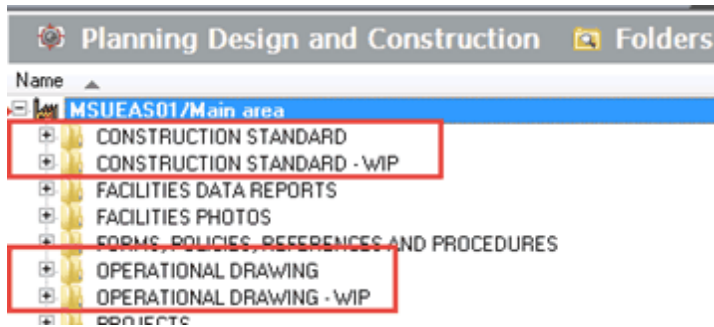 Planning Design and Construction Folders
Name
MSUEAS01/Main area
CONSTRUCTION STANDARD
CONSTRUCTION STANDARD - WIP
FACILITIES DATA REPORTS
FACILITIES PHOTOS
FORMS, POLICIES, REFERENCES AND PROCEDURES
OPERATIONAL DRAWING
OPERATIONAL DRAWING - WIP
PROJECTS